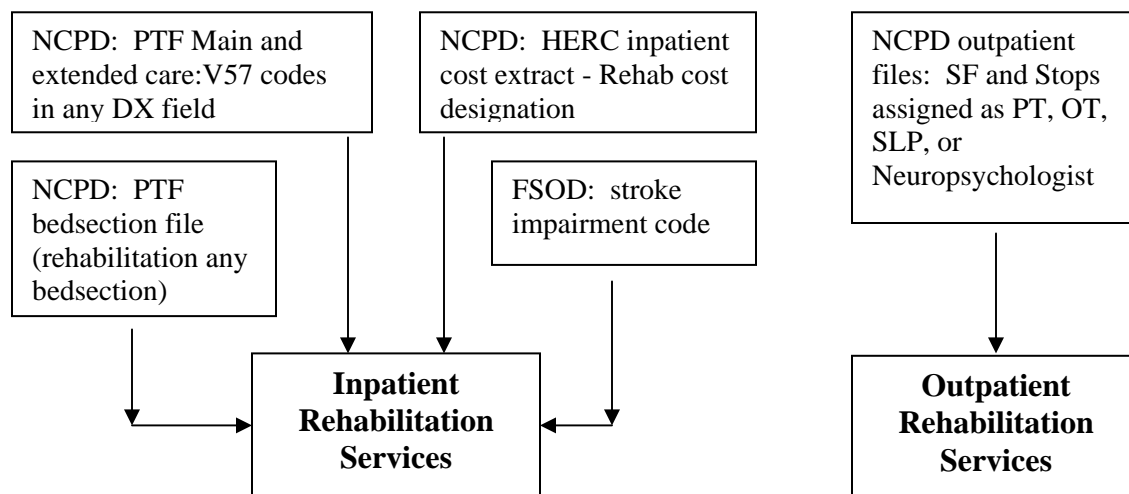 NCPD:  PTF Main and
extended care:V57 codes
in any DX field
NCPD:  HERC inpatient
cost extract - Rehab cost
designation
NCPD outpatient
files:  SF and Stops
assigned as PT, OT,
SLP, or
Neuropsychologist
NCPD:  PTF
bedsection file
(rehabilitation any
bedsection)
FSOD:  stroke
impairment code
Inpatient
Rehabilitation
Services
Outpatient
Rehabilitation
Services